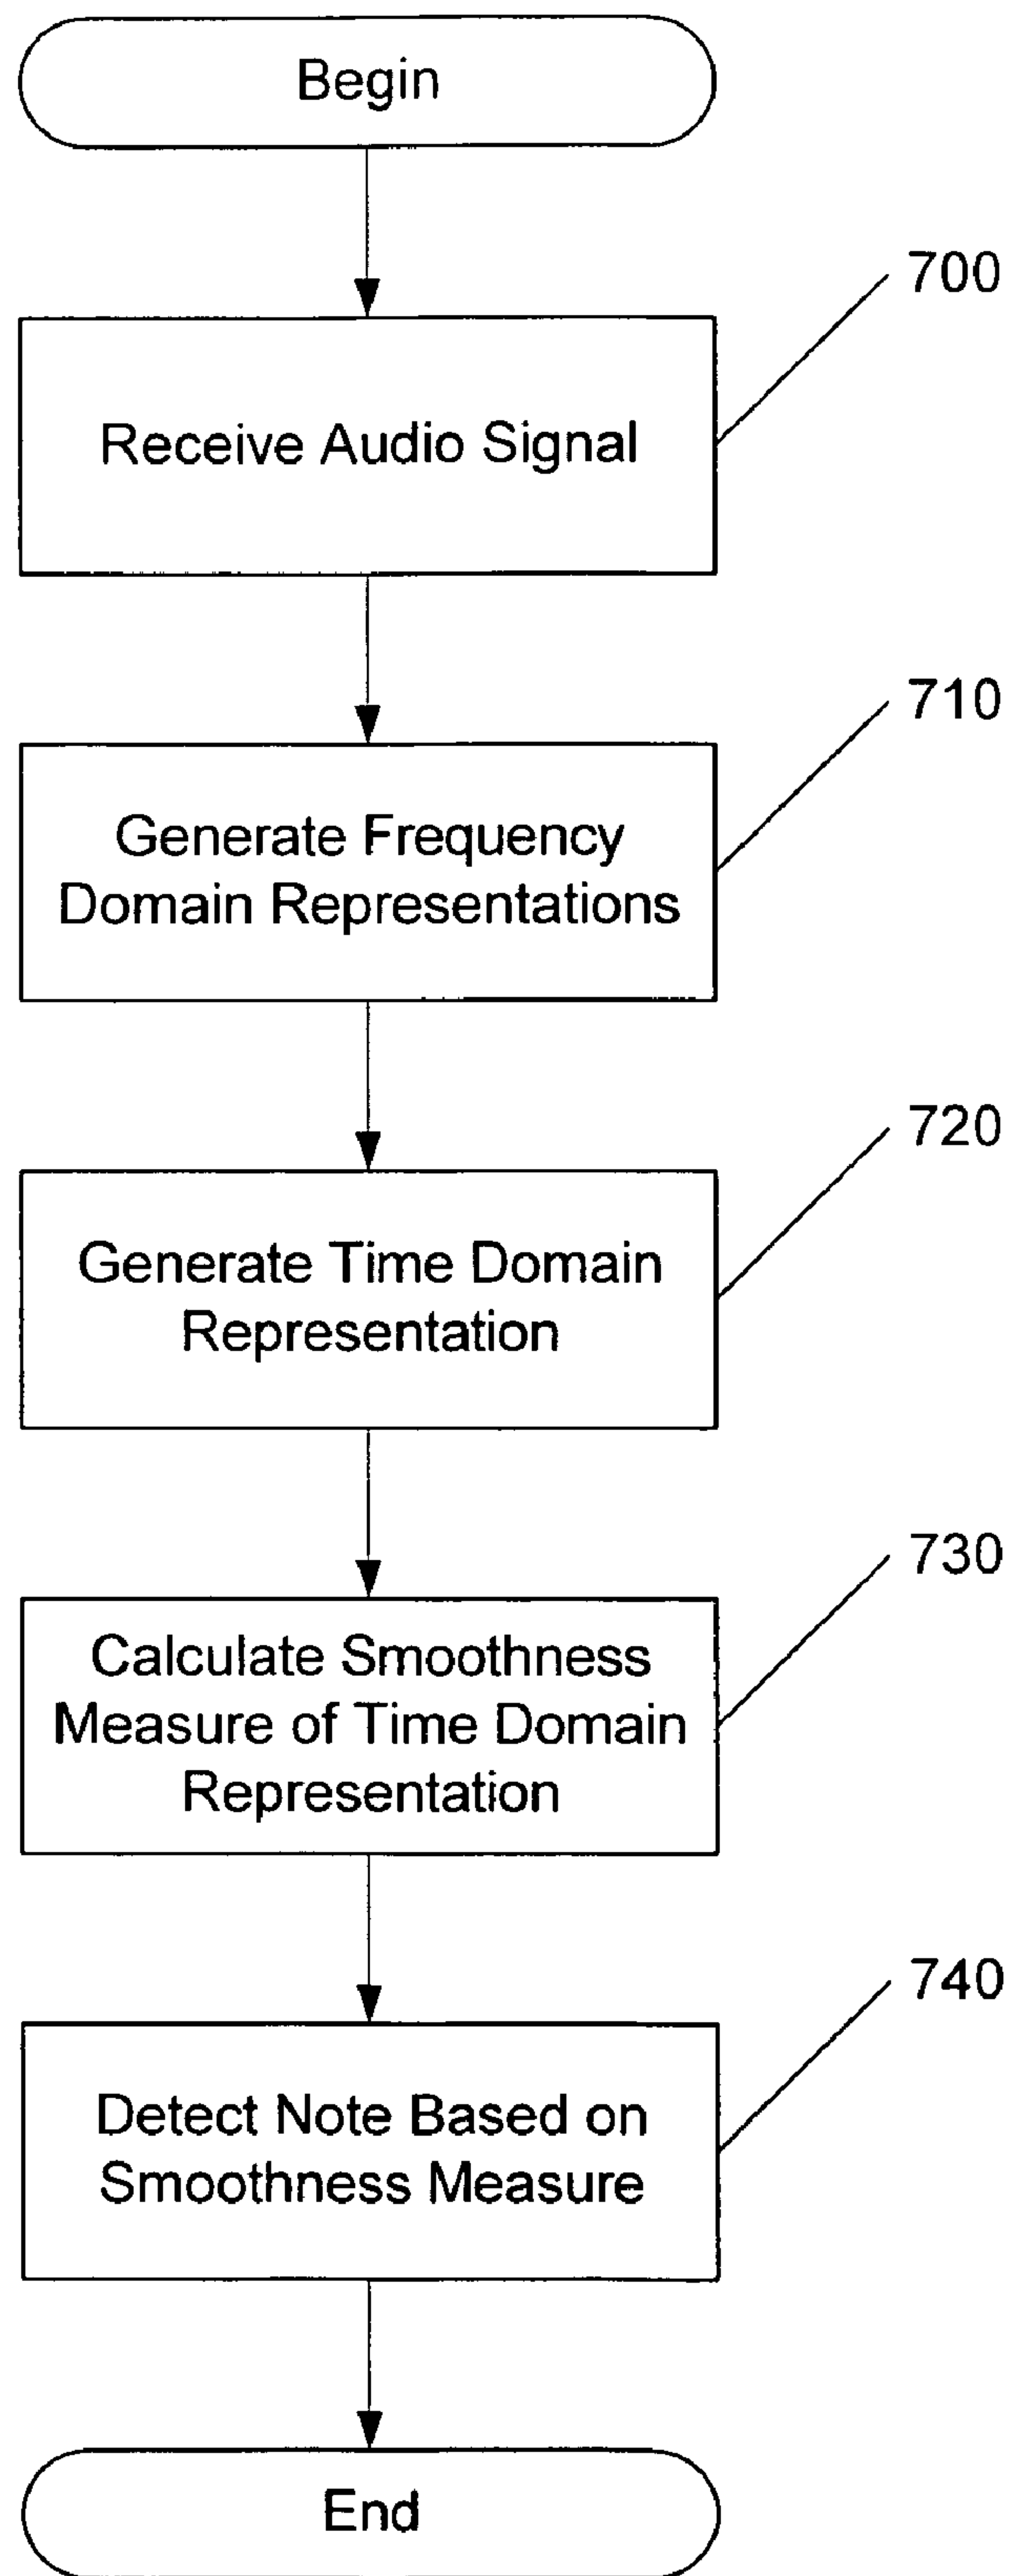 Begin
700
Receive Audio Signal
710
Generate Frequency
Domain Representations
720
Generate Time Domain
Representation
730
Calculate Smoothness
Measure of Time Domain
Representation
740
Detect Note Based on
Smoothness Measure
End